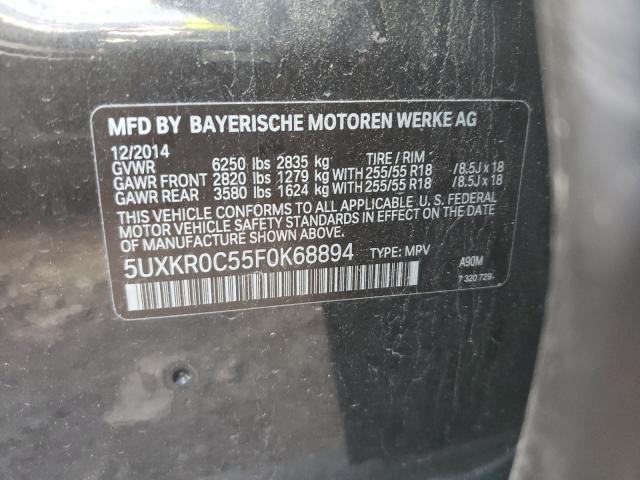 MFD BY BAYERISCHE MOTOREN WERKE AG
12/2014
GVWR 6250 lbs 2835 kg TIRE / RIM
GAWR FRONT 2820 lbs 1279 kg WITH 255/55 R18 / 8.5J x 18
GAWR REAR 3580 lbs 1624 kg WITH 255/55 R18 / 8.5J x 18
THIS VEHICLE CONFORMS TO ALL APPLICABLE U. S. FEDERAL
MOTOR VEHICLE SAFETY STANDARDS IN EFFECT ON THE DATE
OF MANUFACTURE SHOWN ABOVE.
5UXKR0C55F0K68894 TYPE: MPV A90M
7 320 729